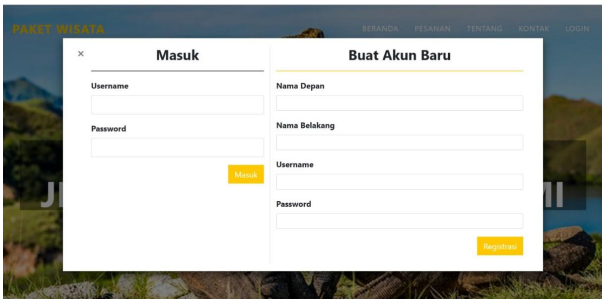 PAKET WISATA
BERANDA PESANAN TENTANG KONTAK LOGIN
×
Masuk
Username
Password
Masuk
Buat Akun Baru
Nama Depan
Nama Belakang
Username
Password
Registrasi